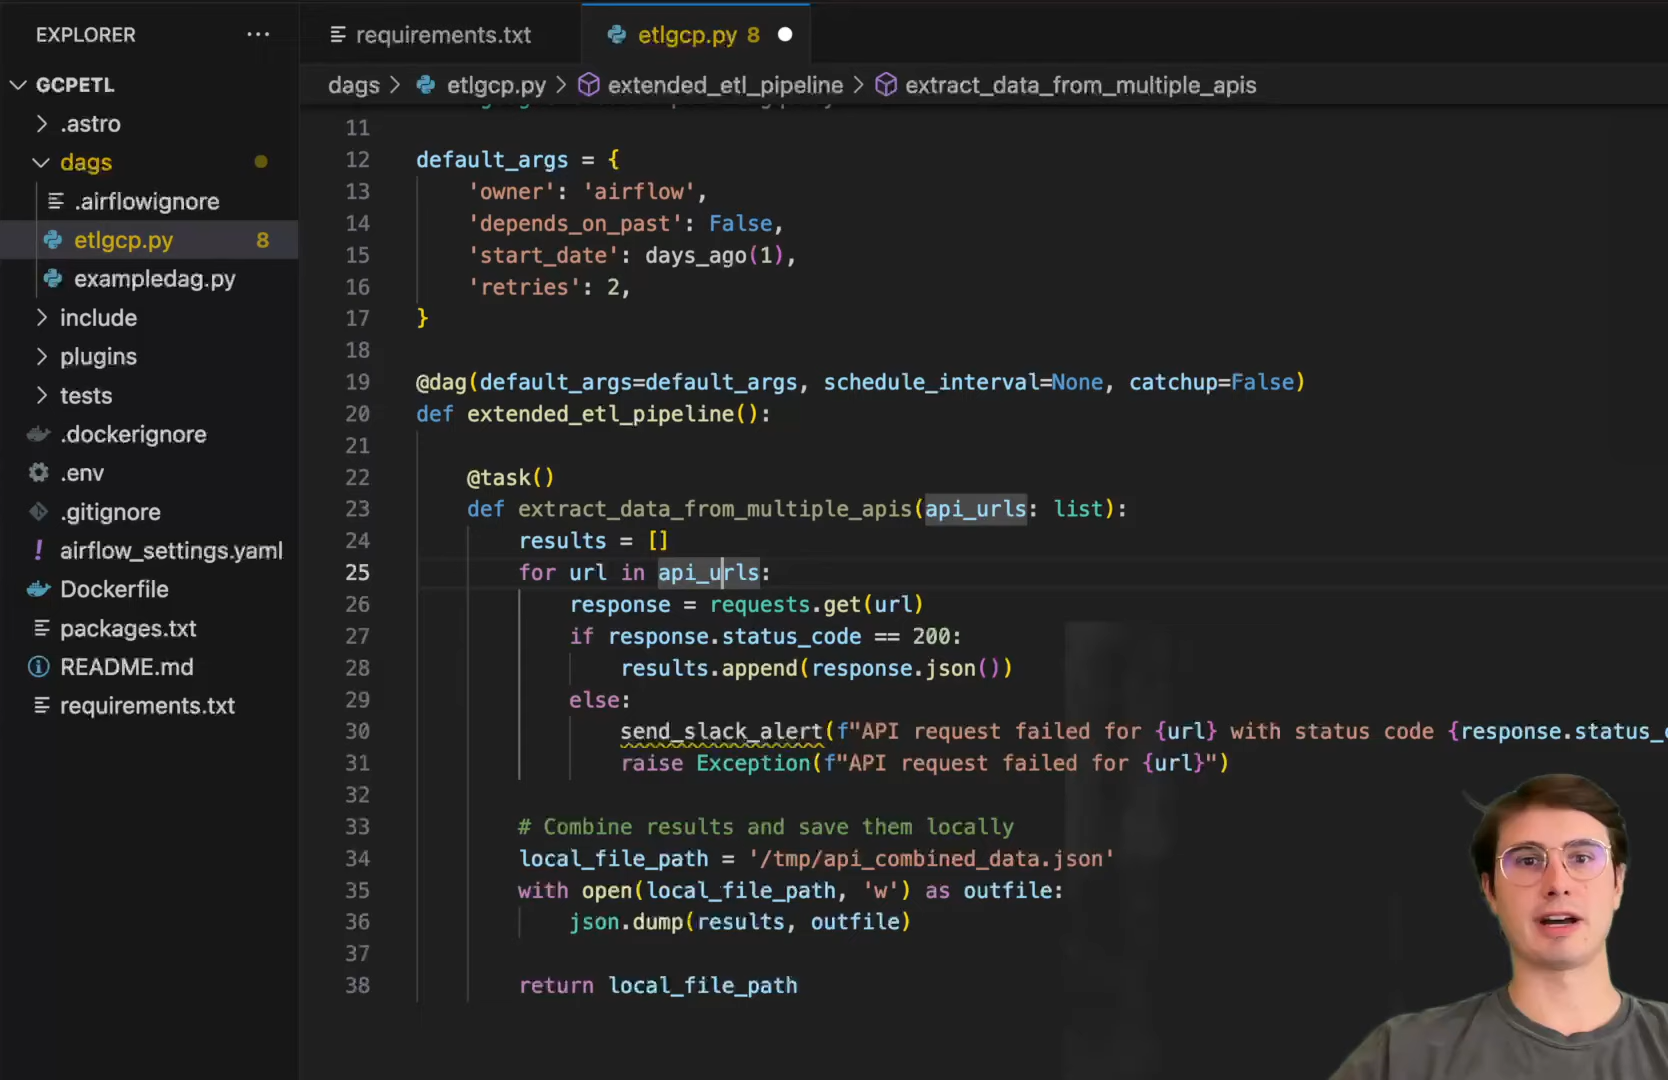 EXPLORER ...
requirements.txt
etlgcp.py 8
GCPETL
dags > etlgcp.py > extended_etl_pipeline > extract_data_from_multiple_apis
.astro
dags
.airflowignore
etlgcp.py 8
exampledag.py
include
plugins
tests
.dockerignore
.env
.gitignore
! airflow_settings.yaml
Dockerfile
packages.txt
README.md
requirements.txt
11
12 default_args = {
13 'owner': 'airflow',
14 'depends_on_past': False,
15 'start_date': days_ago(1),
16 'retries': 2,
17 }
18
19 @dag(default_args=default_args, schedule_interval=None, catchup=False)
20 def extended_etl_pipeline():
21
22 @task()
23 def extract_data_from_multiple_apis(api_urls: list):
24 results = []
25 for url in api_urls:
26 response = requests.get(url)
27 if response.status_code == 200:
28 results.append(response.json())
29 else:
30 send_slack_alert(f"API request failed for {url} with status code {response.status_
31 raise Exception(f"API request failed for {url}")
32
33 # Combine results and save them locally
34 local_file_path = '/tmp/api_combined_data.json'
35 with open(local_file_path, 'w') as outfile:
36 json.dump(results, outfile)
37
38 return local_file_path